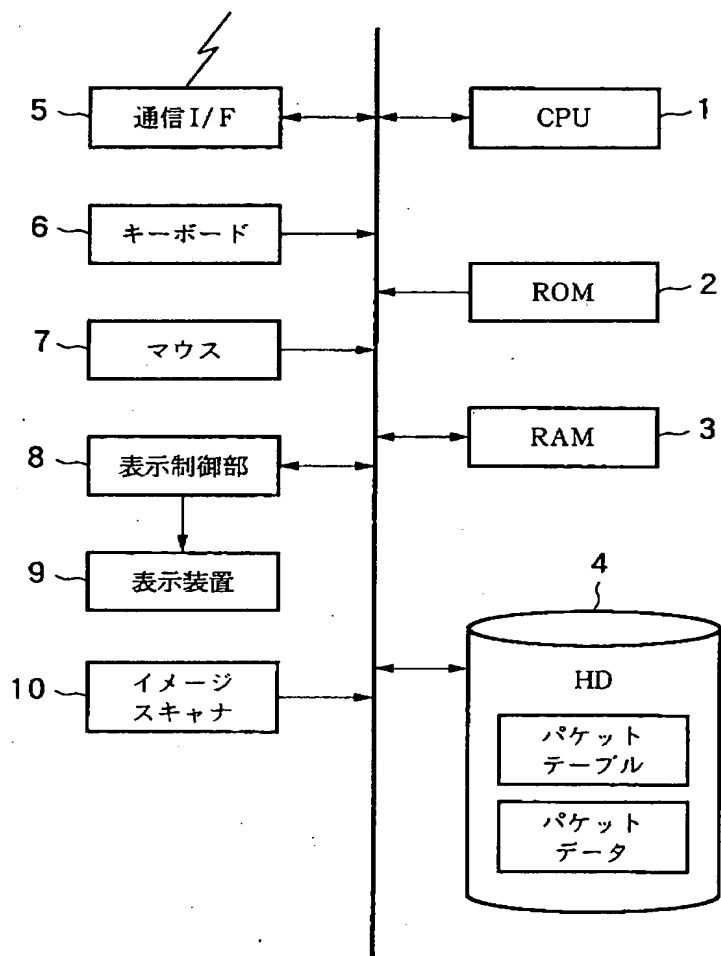 5
通信I/F
CPU
1
6
キーボード
ROM
2
7
マウス
RAM
3
8
表示制御部
9
表示装置
10
イメージ
スキャナ
4
HD
パケット
テーブル
パケット
データ